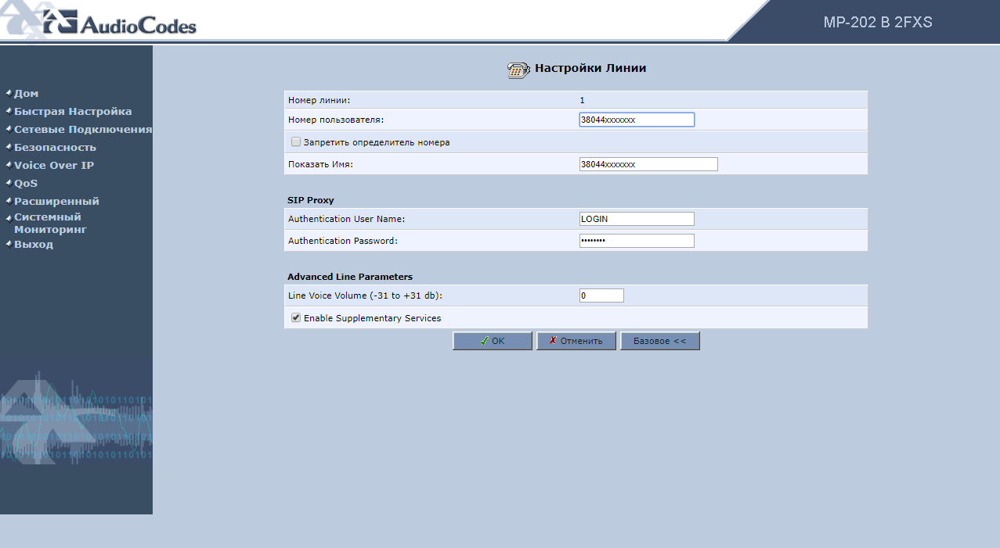 AudioCodes
MP-202 B 2FXS
Дом
Быстрая Настройка
Сетевые Подключения
Безопасность
Voice Over IP
QoS
Расширенный
Системный
Мониторинг
Выход
Настройки Линии
Номер линии: 1
Номер пользователя: 38044xxxxxxx
Запретить определитель номера
Показать Имя: 38044xxxxxxx
SIP Proxy
Authentication User Name: LOGIN
Authentication Password: ••••••••
Advanced Line Parameters
Line Voice Volume (-31 to +31 db): 0
Enable Supplementary Services
OK Отменить Базовое <<